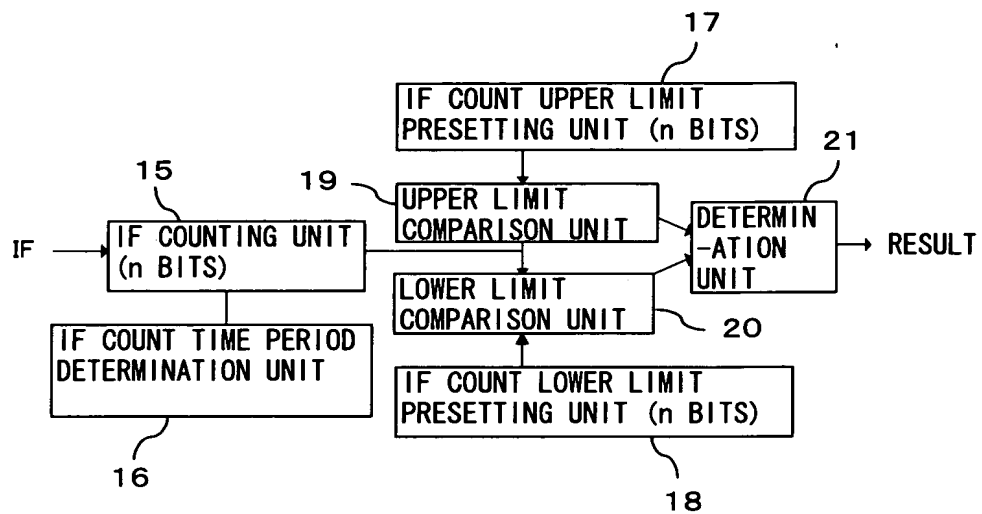 17
IF COUNT UPPER LIMIT
PRESETTING UNIT (n BITS)
15
19
21
UPPER LIMIT
COMPARISON UNIT
IF
IF COUNTING UNIT
(n BITS)
DETERMIN
-ATION
UNIT
RESULT
LOWER LIMIT
COMPARISON UNIT
20
IF COUNT TIME PERIOD
DETERMINATION UNIT
IF COUNT LOWER LIMIT
PRESETTING UNIT (n BITS)
16
18